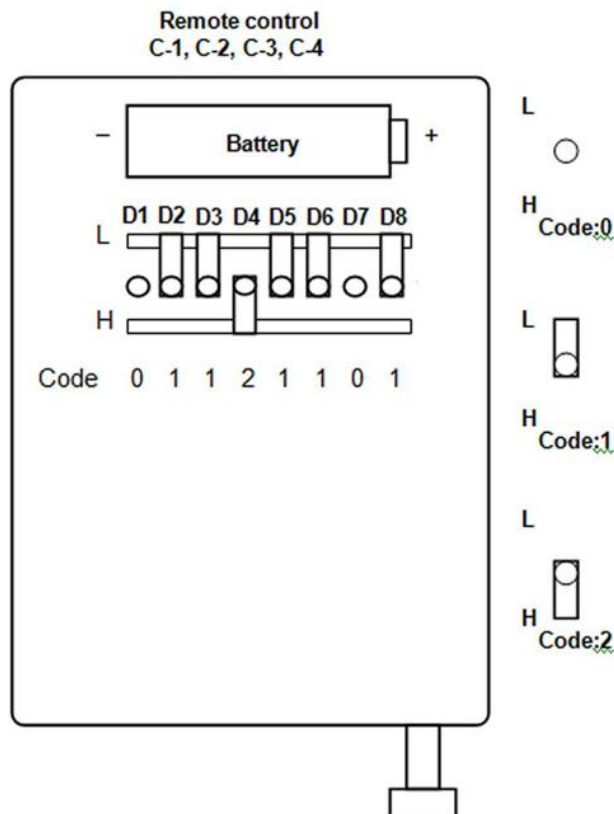 Remote control
C-1, C-2, C-3, C-4
– Battery +
D1 D2 D3 D4 D5 D6 D7 D8
L
H
Code 0 1 1 2 1 1 0 1
L
H
Code:0
L
H
Code:1
L
H
Code:2